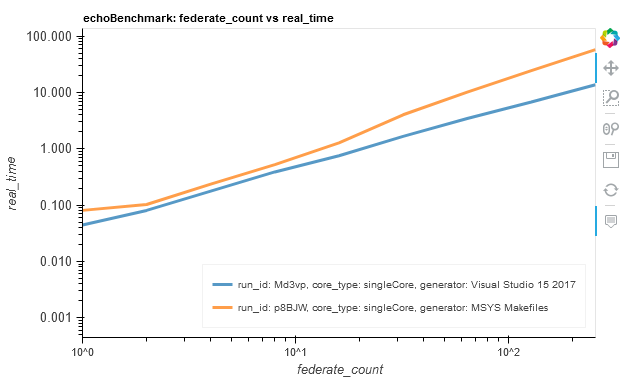 echoBenchmark: federate_count vs real_time
100.000
10.000
1.000
0.100
0.010
0.001
real_time
10^0
10^1
10^2
federate_count
run_id: Md3vp, core_type: singleCore, generator: Visual Studio 15 2017
run_id: p8BJW, core_type: singleCore, generator: MSYS Makefiles